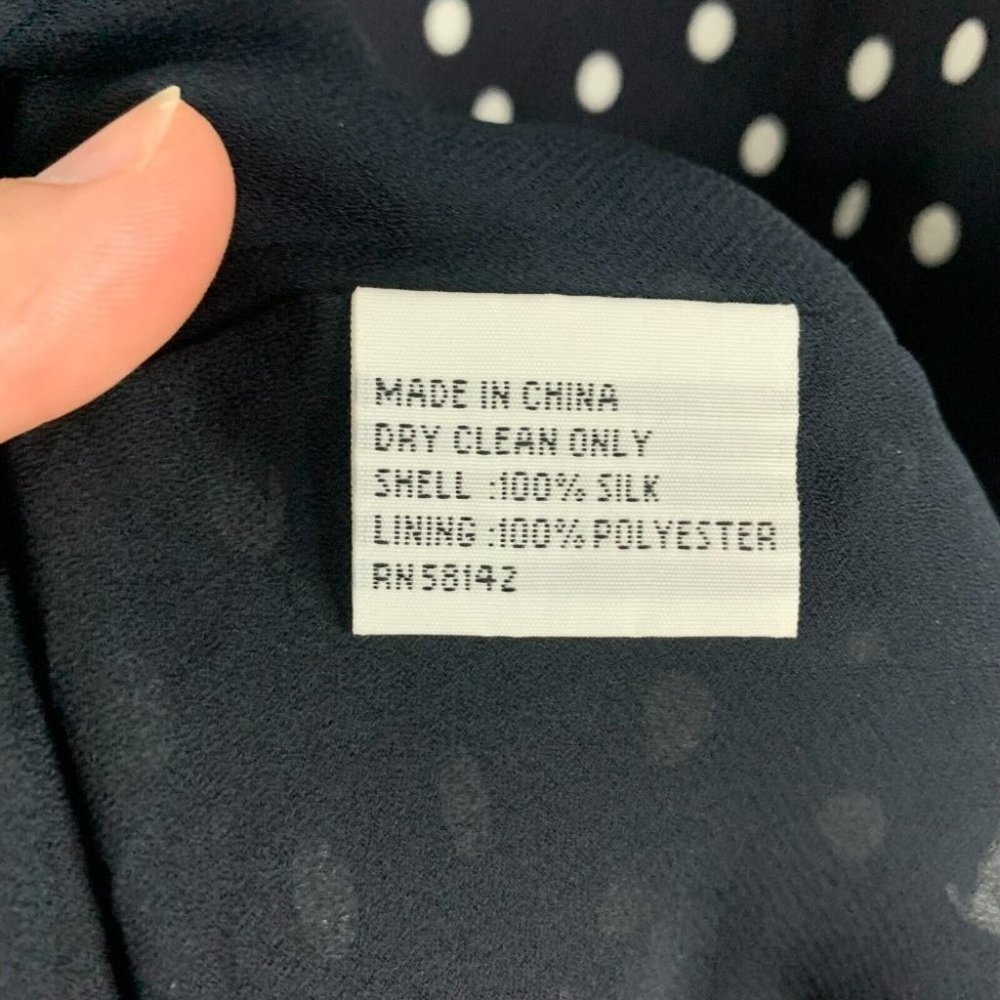 MADE IN CHINA
DRY CLEAN ONLY
SHELL :100% SILK
LINING :100% POLYESTER
RN 58142